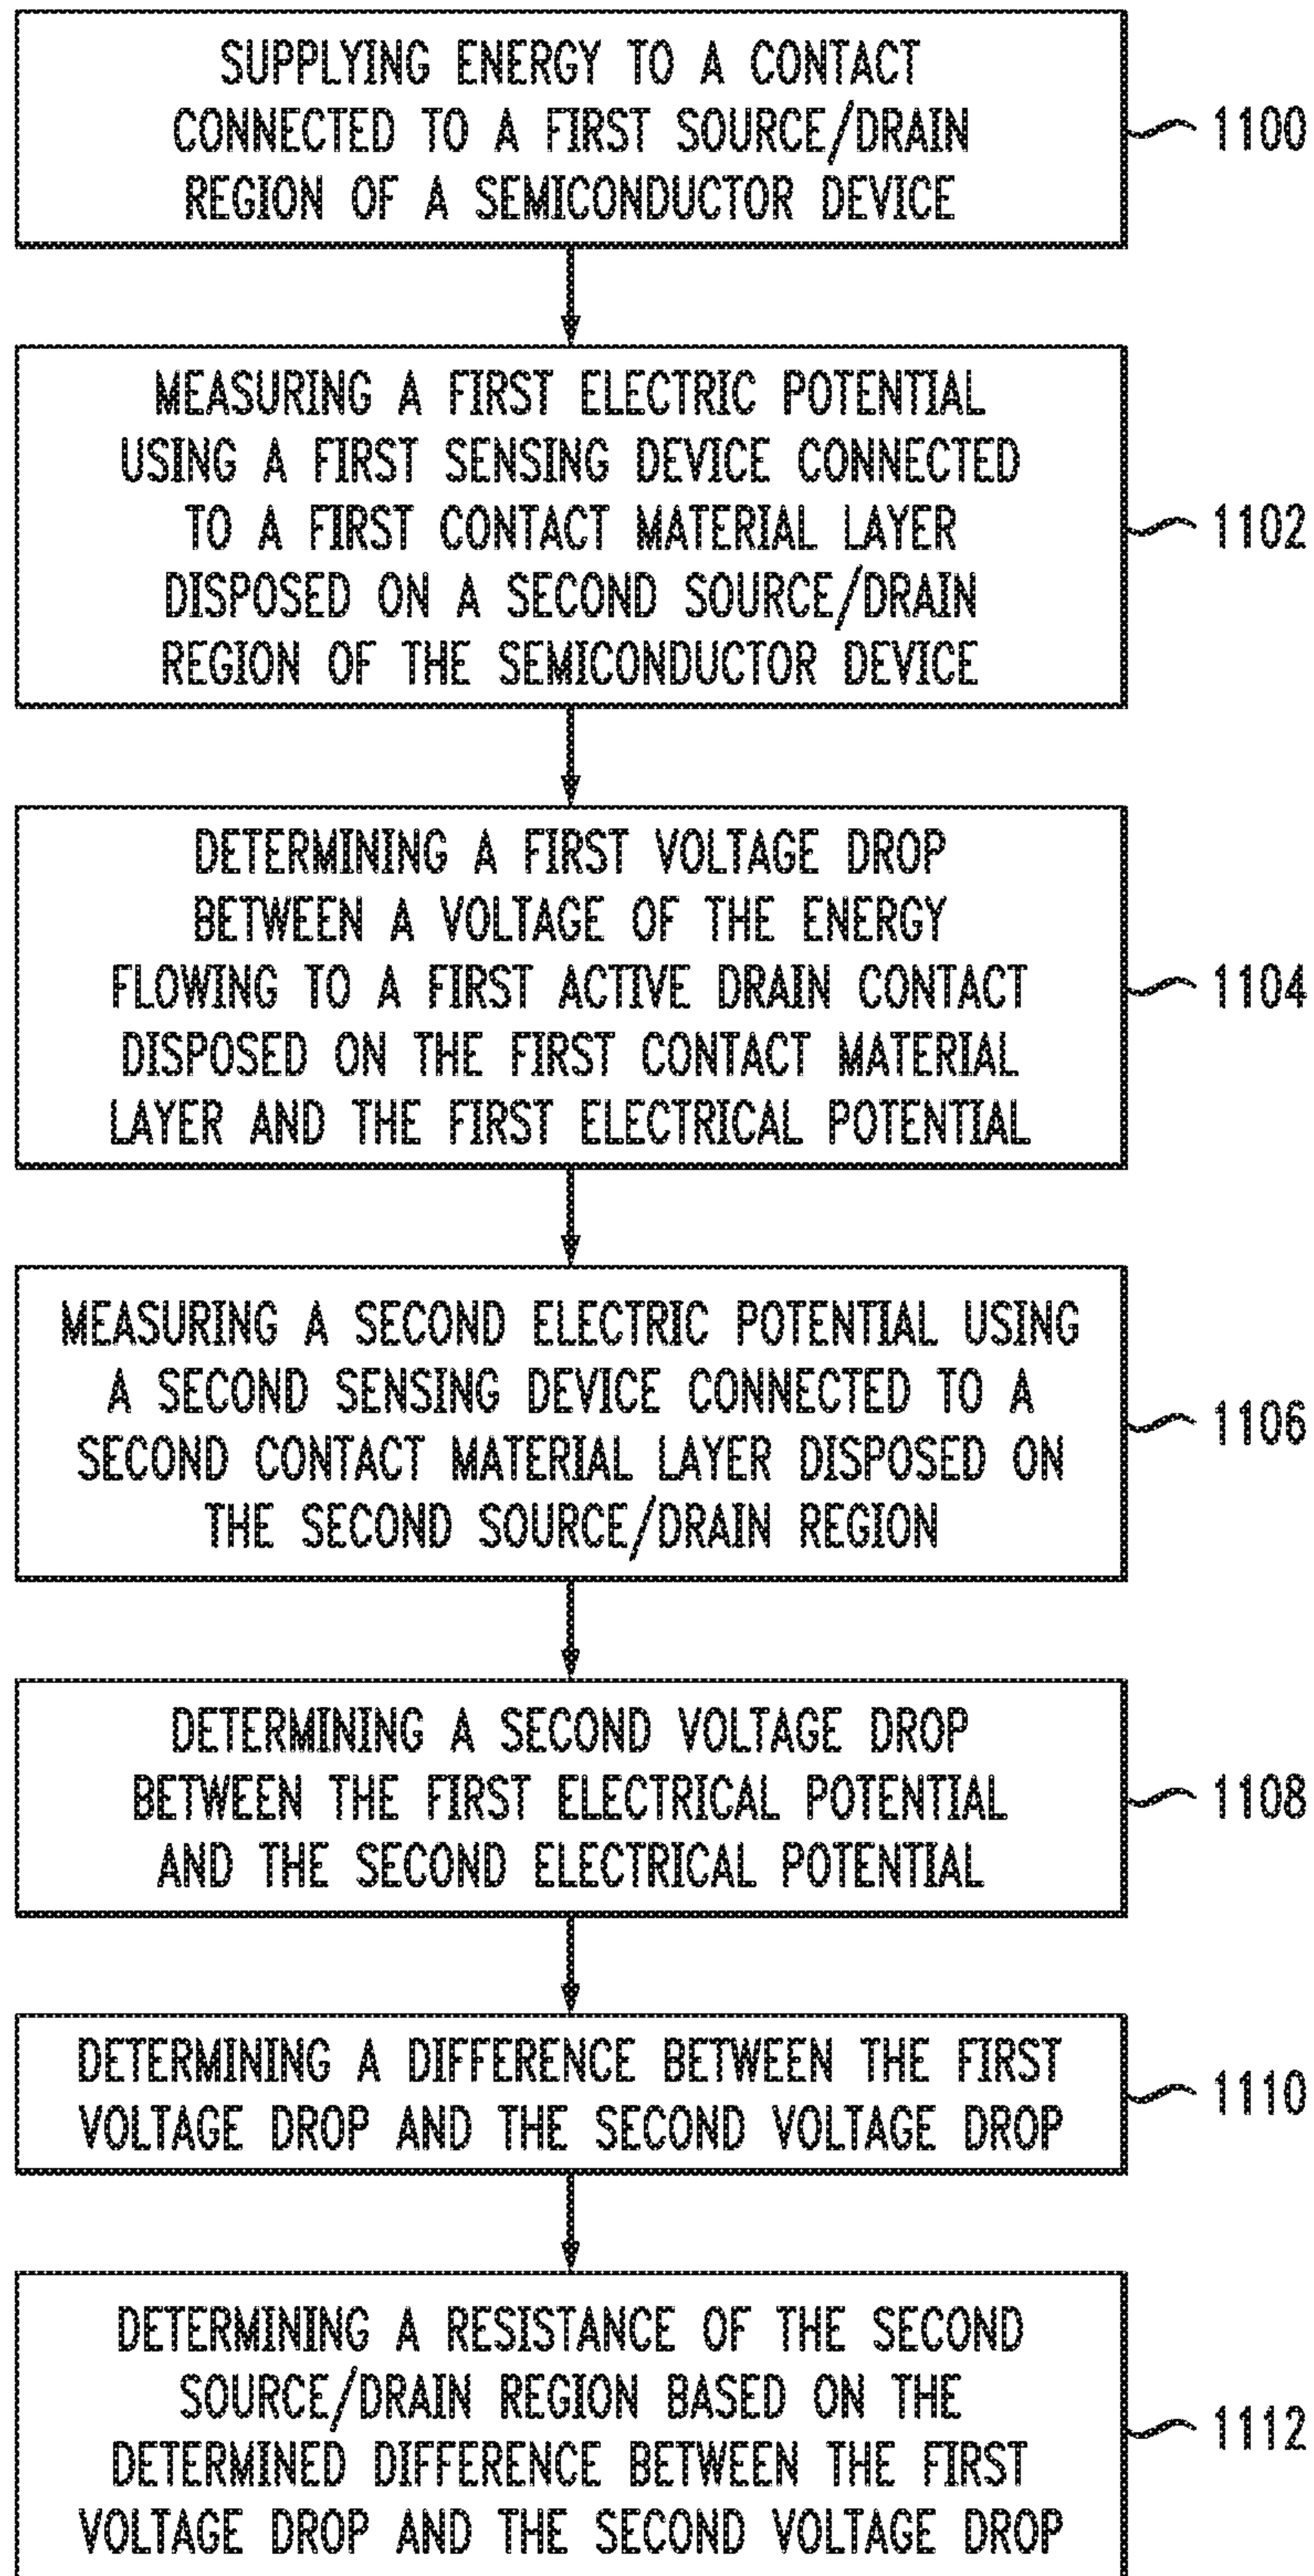 SUPPLYING ENERGY TO A CONTACT
CONNECTED TO A FIRST SOURCE/DRAIN
REGION OF A SEMICONDUCTOR DEVICE
1100
MEASURING A FIRST ELECTRIC POTENTIAL
USING A FIRST SENSING DEVICE CONNECTED
TO A FIRST CONTACT MATERIAL LAYER
DISPOSED ON A SECOND SOURCE/DRAIN
REGION OF THE SEMICONDUCTOR DEVICE
1102
DETERMINING A FIRST VOLTAGE DROP
BETWEEN A VOLTAGE OF THE ENERGY
FLOWING TO A FIRST ACTIVE DRAIN CONTACT
DISPOSED ON THE FIRST CONTACT MATERIAL
LAYER AND THE FIRST ELECTRICAL POTENTIAL
1104
MEASURING A SECOND ELECTRIC POTENTIAL USING
A SECOND SENSING DEVICE CONNECTED TO A
SECOND CONTACT MATERIAL LAYER DISPOSED ON
THE SECOND SOURCE/DRAIN REGION
1106
DETERMINING A SECOND VOLTAGE DROP
BETWEEN THE FIRST ELECTRICAL POTENTIAL
AND THE SECOND ELECTRICAL POTENTIAL
1108
DETERMINING A DIFFERENCE BETWEEN THE FIRST
VOLTAGE DROP AND THE SECOND VOLTAGE DROP
1110
DETERMINING A RESISTANCE OF THE SECOND
SOURCE/DRAIN REGION BASED ON THE
DETERMINED DIFFERENCE BETWEEN THE FIRST
VOLTAGE DROP AND THE SECOND VOLTAGE DROP
1112